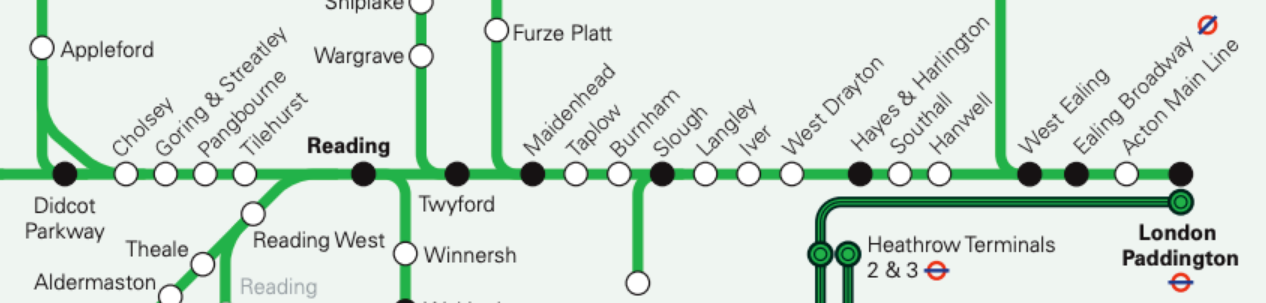 Shiplake
Appleford
Wargrave
Furze Platt
Cholsey
Goring & Streatley
Pangbourne
Tilehurst
Reading
Maidenhead
Taplow
Burnham
Slough
Langley
Iver
West Drayton
Hayes & Harlington
Southall
Hanwell
West Ealing
Ealing Broadway
Acton Main Line
Didcot
Parkway
Twyford
Reading West
Theale
Winnersh
Aldermaston
Reading
Heathrow Terminals
2 & 3
London
Paddington